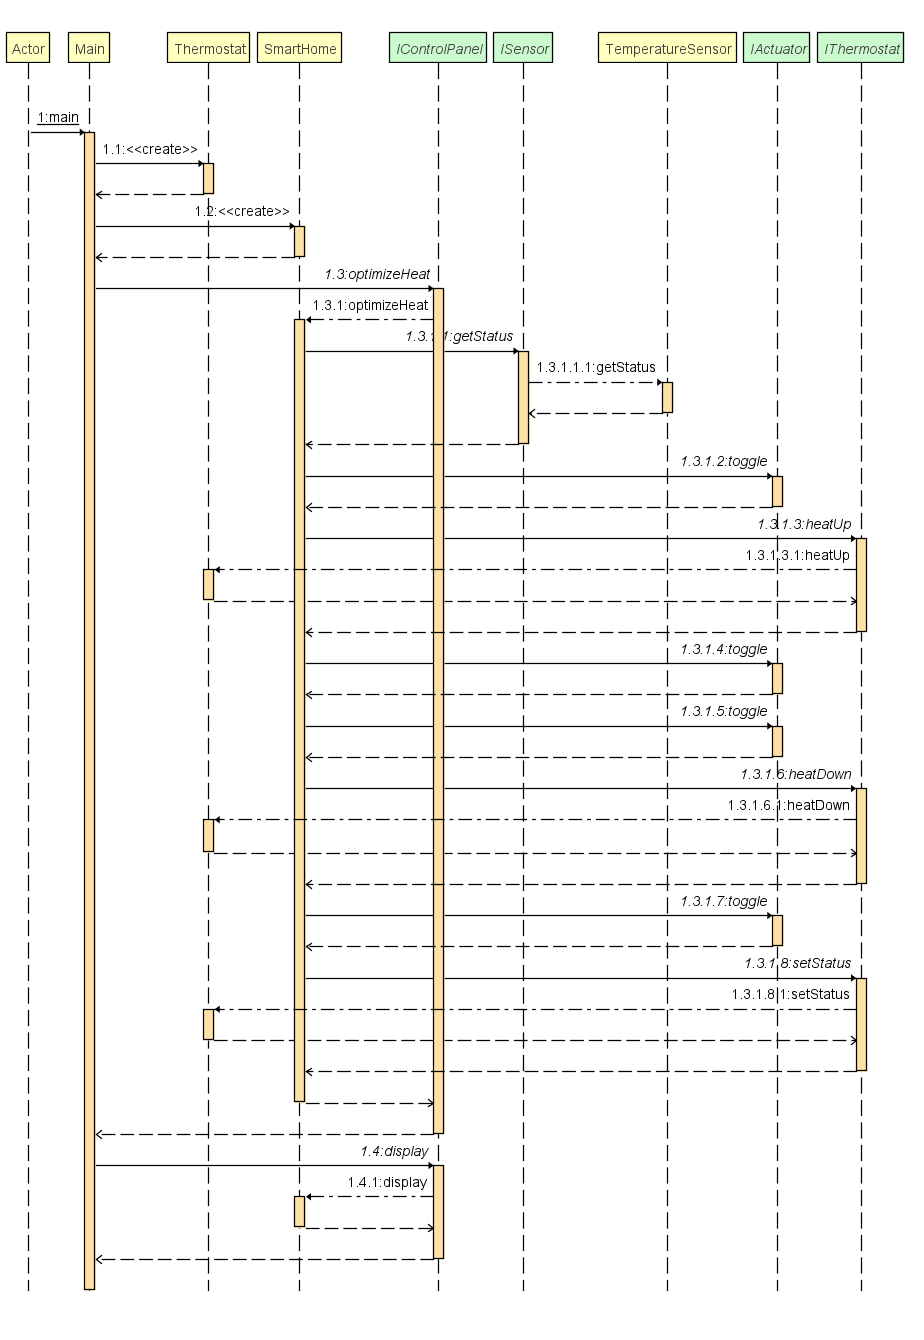 Actor Main Thermostat SmartHome IControlPanel ISensor TemperatureSensor IActuator IThermostat
1:main
1.1:<<create>>
1.2:<<create>>
1.3:optimizeHeat
1.3.1:optimizeHeat
1.3.1.1:getStatus
1.3.1.1.1:getStatus
1.3.1.2:toggle
1.3.1.3:heatUp
1.3.1.3.1:heatUp
1.3.1.4:toggle
1.3.1.5:toggle
1.3.1.6:heatDown
1.3.1.6.1:heatDown
1.3.1.7:toggle
1.3.1.8:setStatus
1.3.1.8.1:setStatus
1.4:display
1.4.1:display